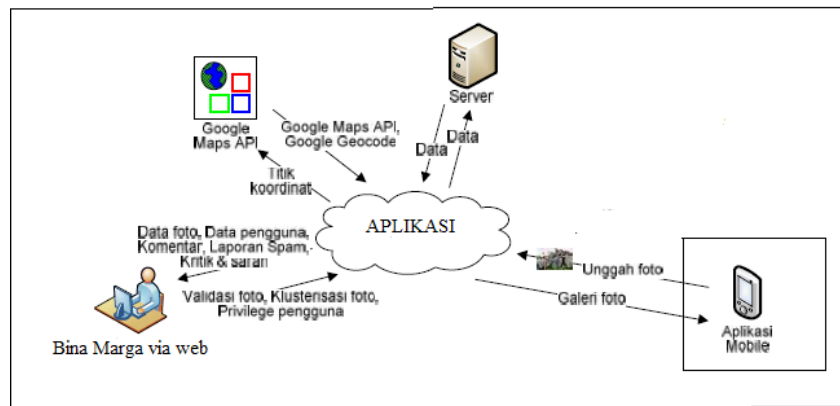 Server
Google
Maps API
Google Maps API,
Google Geocode
Data
Data
Titik
koordinat
APLIKASI
Data foto, Data pengguna,
Komentar, Laporan Spam,
Kritik & saran
Unggah foto
Validasi foto, Klusterisasi foto,
Privilege pengguna
Galeri foto
Aplikasi
Mobile
Bina Marga via web